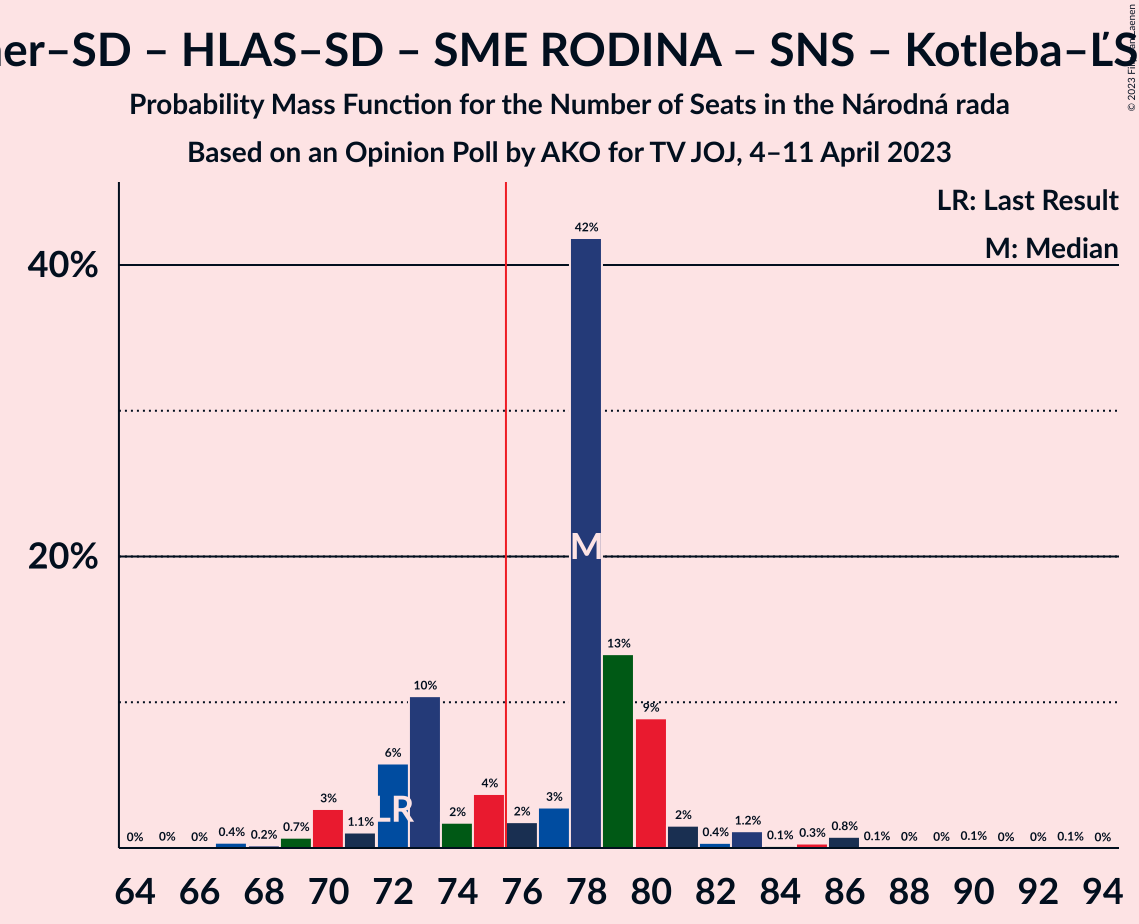 er–SD – HLAS–SD – SME RODINA – SNS – Kotleba–ĽS
Probability Mass Function for the Number of Seats in the Národná rada
Based on an Opinion Poll by AKO for TV JOJ, 4–11 April 2023
LR: Last Result
M: Median
40%
20%
0% 0% 0% 0.4% 0.2% 0.7% 3% 1.1% 6% 10% 2% 4% 2% 3% 42% 13% 9% 2% 0.4% 1.2% 0.1% 0.3% 0.8% 0.1% 0% 0% 0.1% 0% 0% 0.1% 0%
LR
M
64 66 68 70 72 74 76 78 80 82 84 86 88 90 92 94